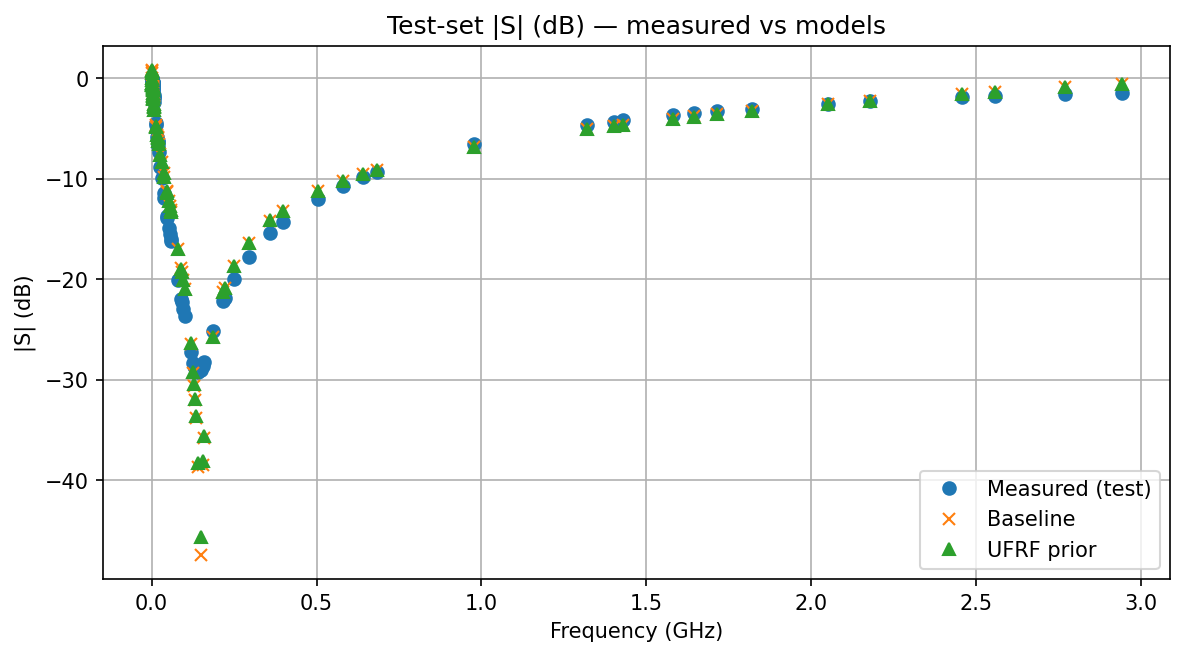 Test-set |S| (dB) — measured vs models
|S| (dB)
0
−10
−20
−30
−40
0.0
0.5
1.0
1.5
2.0
2.5
3.0
Frequency (GHz)
Measured (test)
Baseline
UFRF prior